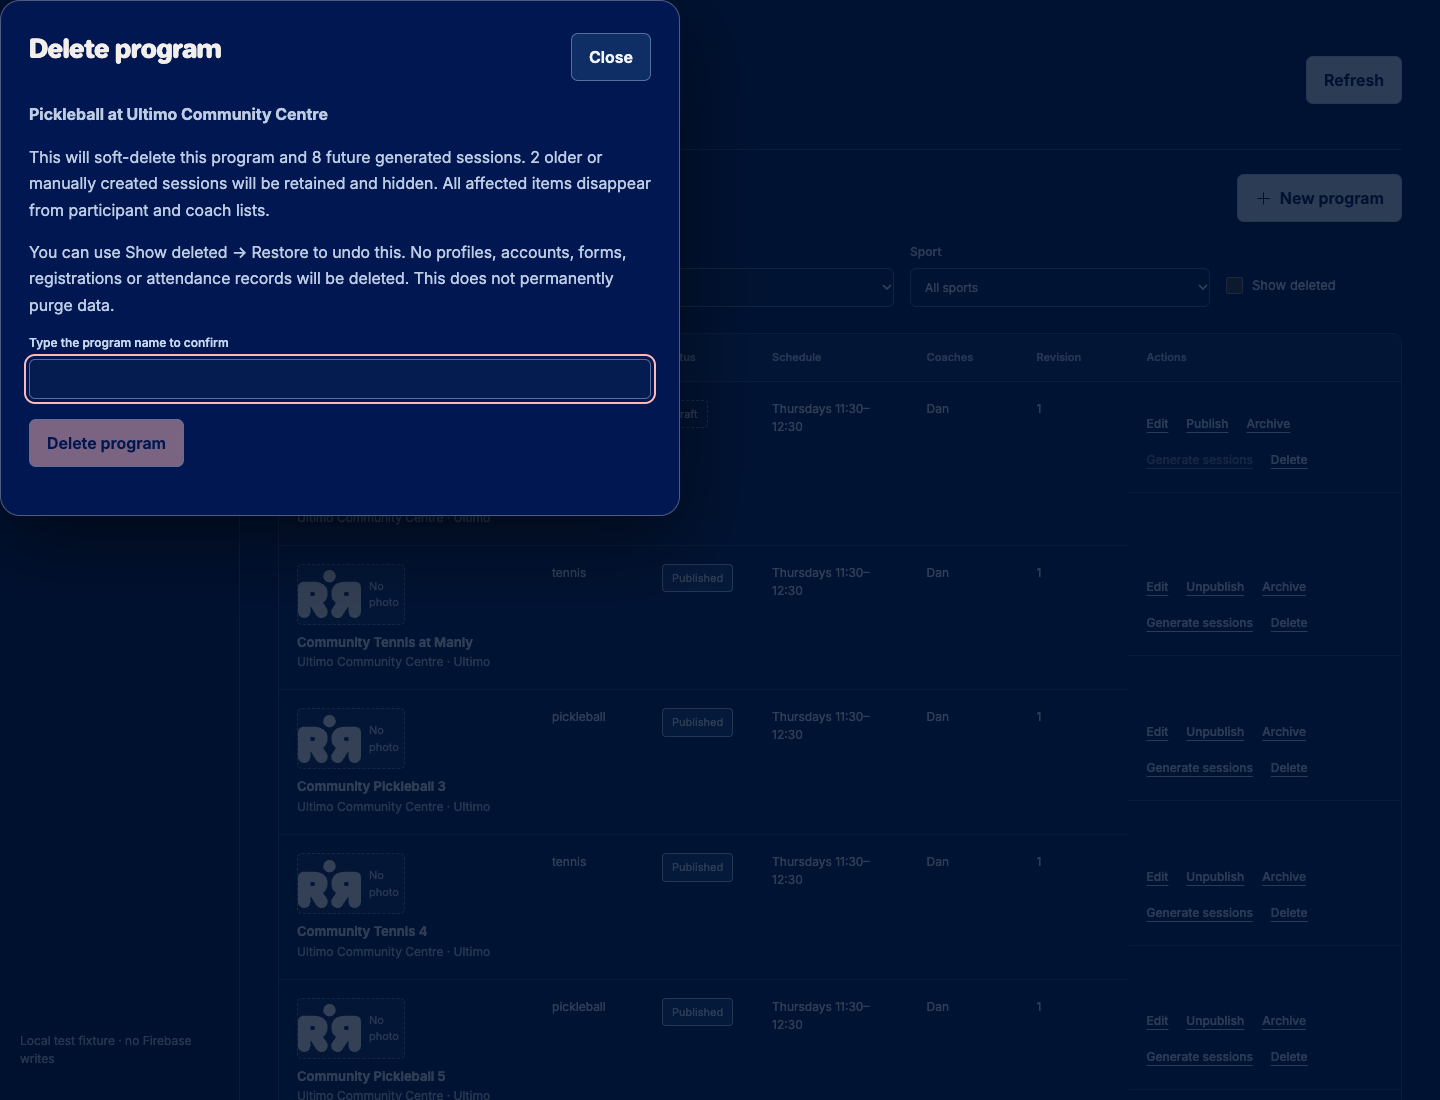 Delete program
Close
Pickleball at Ultimo Community Centre
This will soft-delete this program and 8 future generated sessions. 2 older or
manually created sessions will be retained and hidden. All affected items disappear
from participant and coach lists.
You can use Show deleted → Restore to undo this. No profiles, accounts, forms,
registrations or attendance records will be deleted. This does not permanently
purge data.
Type the program name to confirm
Delete program
Refresh
+ New program
Sport
All sports
Show deleted
Schedule
Coaches
Revision
Actions
Thursdays 11:30–
12:30
Dan
1
Edit
Publish
Archive
Generate sessions
Delete
Ultimo Community Centre · Ultimo
No
photo
Community Tennis at Manly
Ultimo Community Centre · Ultimo
tennis
Published
Thursdays 11:30–
12:30
Dan
1
Edit
Unpublish
Archive
Generate sessions
Delete
No
photo
Community Pickleball 3
Ultimo Community Centre · Ultimo
pickleball
Published
Thursdays 11:30–
12:30
Dan
1
Edit
Unpublish
Archive
Generate sessions
Delete
No
photo
Community Tennis 4
Ultimo Community Centre · Ultimo
tennis
Published
Thursdays 11:30–
12:30
Dan
1
Edit
Unpublish
Archive
Generate sessions
Delete
No
photo
Community Pickleball 5
Ultimo Community Centre · Ultimo
pickleball
Published
Thursdays 11:30–
12:30
Dan
1
Edit
Unpublish
Archive
Generate sessions
Delete
Local test fixture · no Firebase
writes